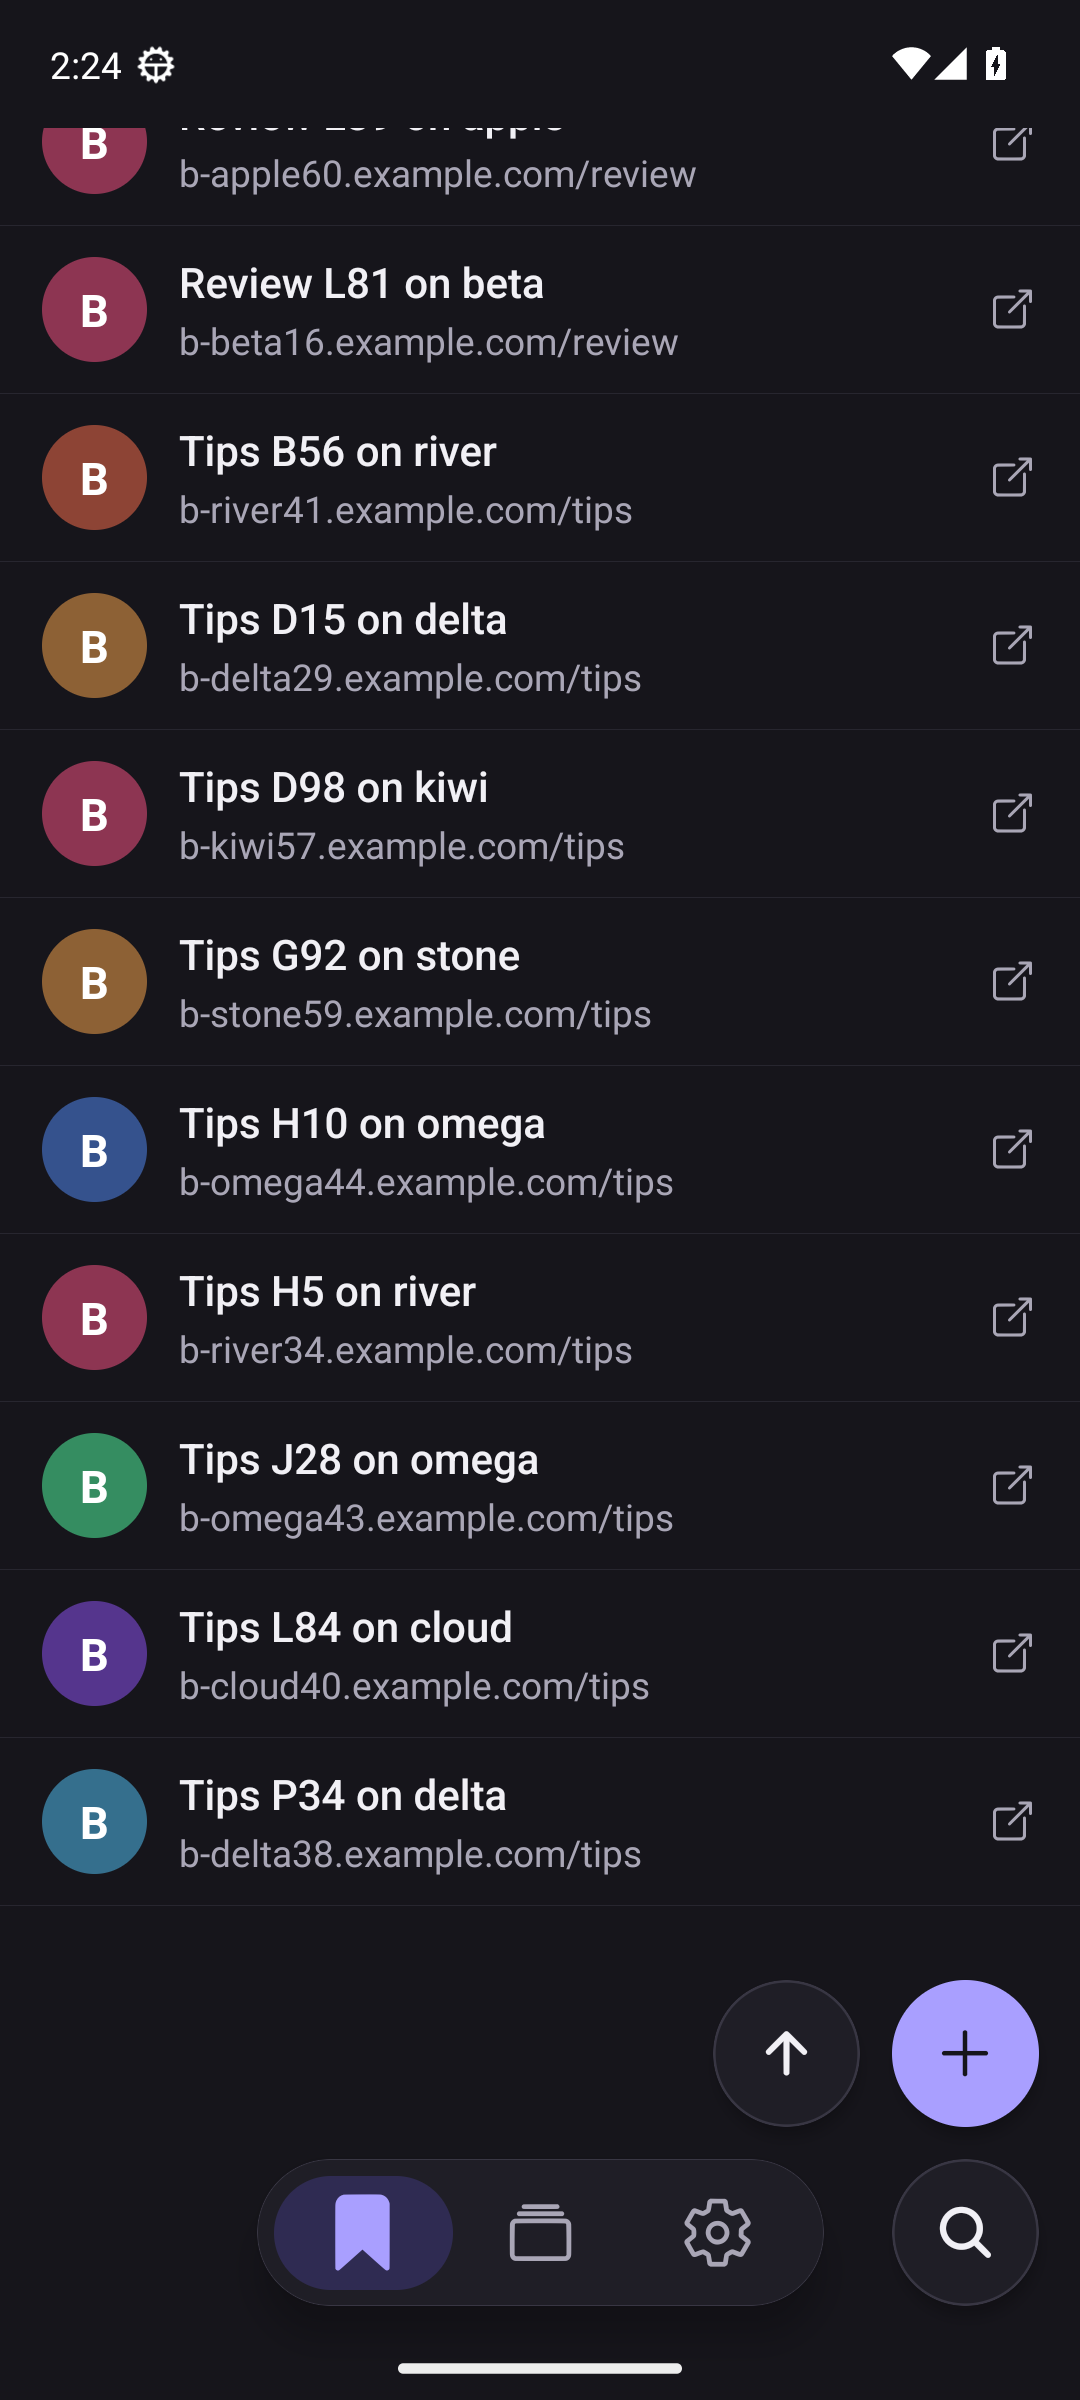 2:24
B
b-apple60.example.com/review
B
Review L81 on beta
b-beta16.example.com/review
B
Tips B56 on river
b-river41.example.com/tips
B
Tips D15 on delta
b-delta29.example.com/tips
B
Tips D98 on kiwi
b-kiwi57.example.com/tips
B
Tips G92 on stone
b-stone59.example.com/tips
B
Tips H10 on omega
b-omega44.example.com/tips
B
Tips H5 on river
b-river34.example.com/tips
B
Tips J28 on omega
b-omega43.example.com/tips
B
Tips L84 on cloud
b-cloud40.example.com/tips
B
Tips P34 on delta
b-delta38.example.com/tips